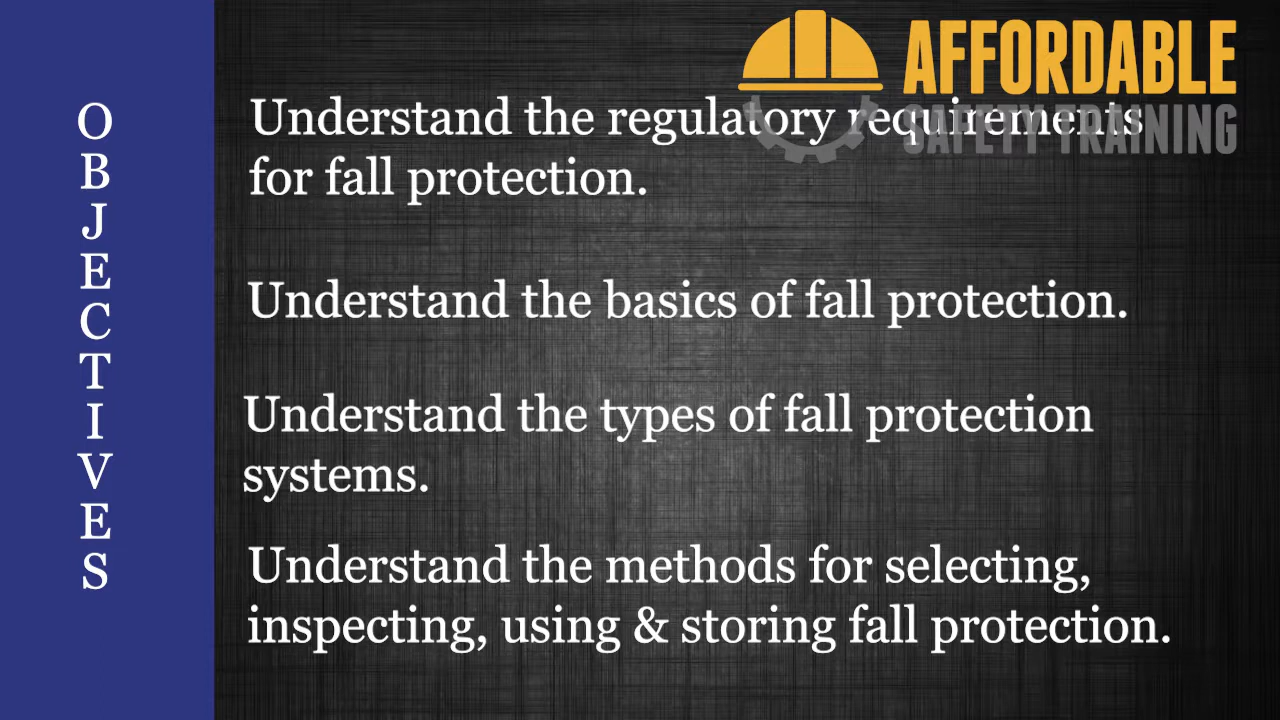 AFFORDABLE
SAFETY TRAINING
OBJECTIVES
Understand the regulatory requirements
for fall protection.
Understand the basics of fall protection.
Understand the types of fall protection
systems.
Understand the methods for selecting,
inspecting, using & storing fall protection.